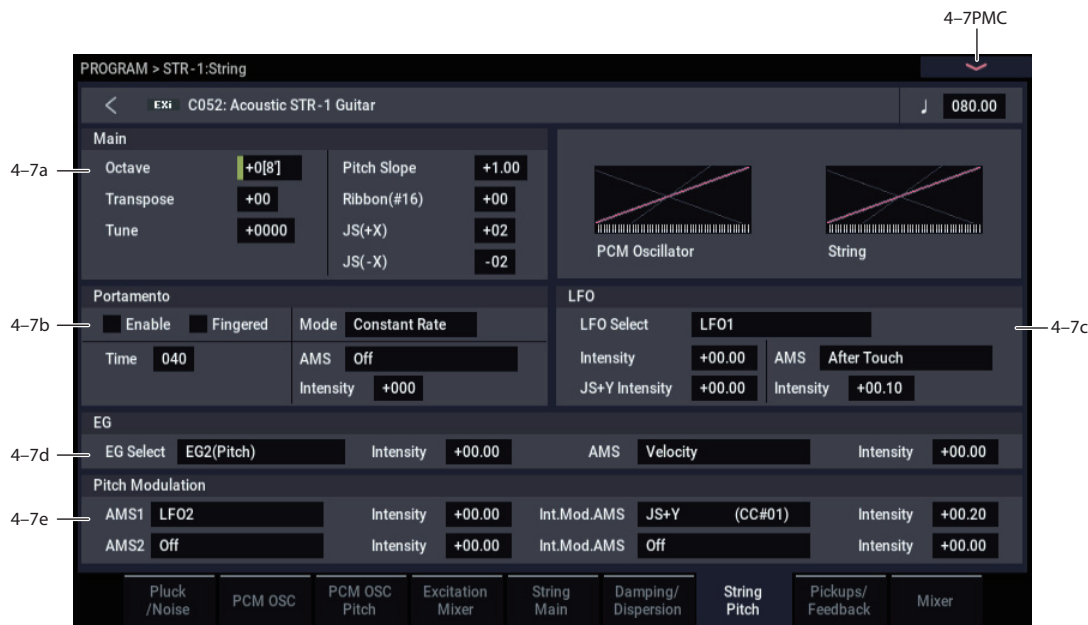 4–7PMC
PROGRAM > STR-1:String
EXi C052: Acoustic STR-1 Guitar ♩ 080.00
Main
4–7a
Octave +0[8'] Pitch Slope +1.00
Transpose +00 Ribbon(#16) +00
Tune +0000 JS(+X) +02
JS(-X) -02
PCM Oscillator String
Portamento
4–7b
Enable Fingered Mode Constant Rate
Time 040 AMS Off
Intensity +000
LFO
4–7c
LFO Select LFO1
Intensity +00.00 AMS After Touch
JS+Y Intensity +00.00 Intensity +00.10
EG
4–7d
EG Select EG2(Pitch) Intensity +00.00 AMS Velocity Intensity +00.00
Pitch Modulation
4–7e
AMS1 LFO2 Intensity +00.00 Int.Mod.AMS JS+Y (CC#01) Intensity +00.20
AMS2 Off Intensity +00.00 Int.Mod.AMS Off Intensity +00.00
Pluck
/Noise
PCM OSC
PCM OSC
Pitch
Excitation
Mixer
String
Main
Damping/
Dispersion
String
Pitch
Pickups/
Feedback
Mixer